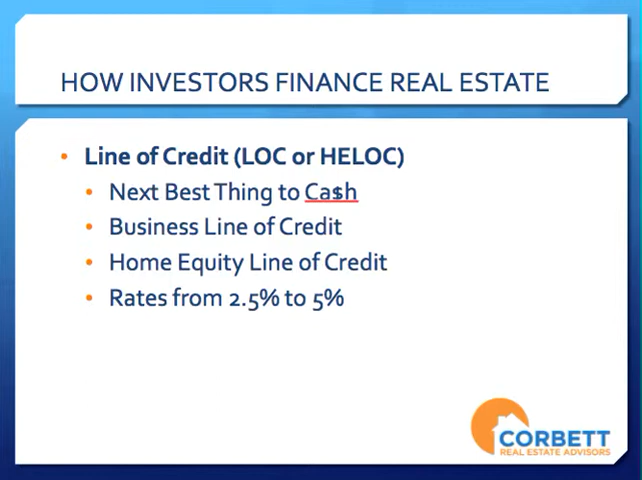 HOW INVESTORS FINANCE REAL ESTATE
• Line of Credit (LOC or HELOC)
• Next Best Thing to Ca$h
• Business Line of Credit
• Home Equity Line of Credit
• Rates from 2.5% to 5%
CORBETT
REAL ESTATE ADVISORS